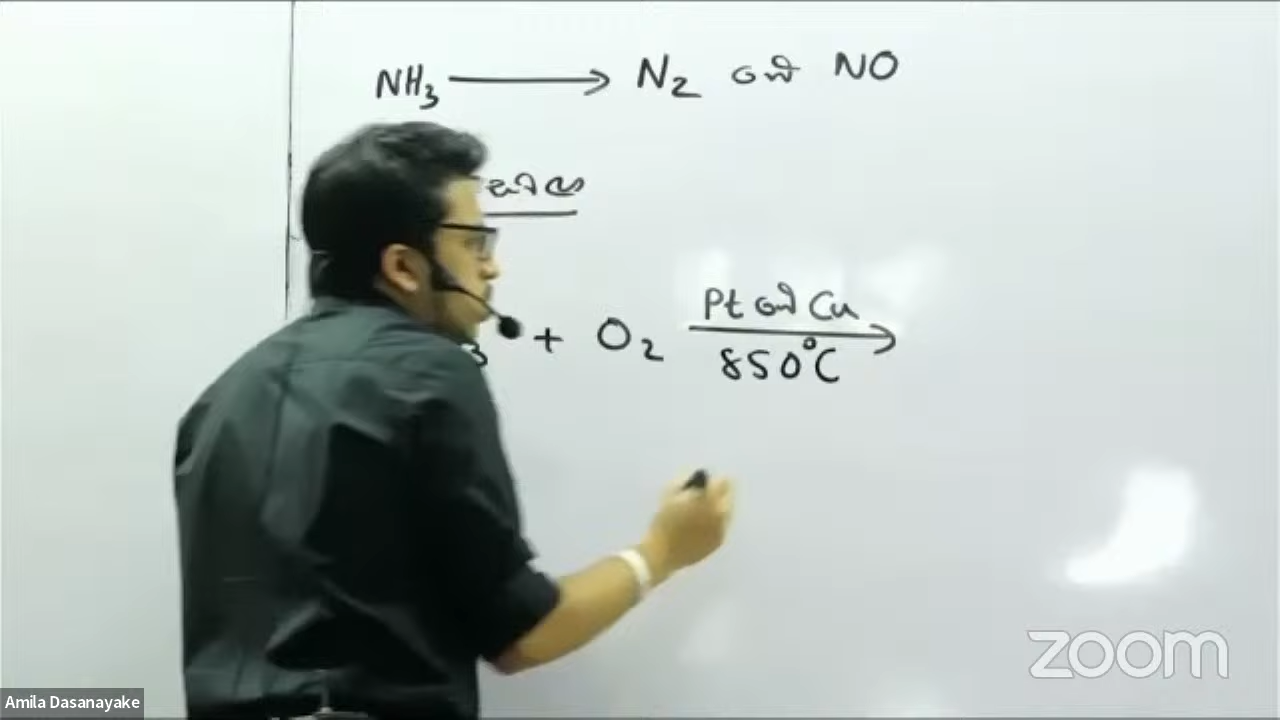 NH3 → N2 හෝ NO
+ O2 Pt හෝ Cu →
850°C
zoom
Amila Dasanayake